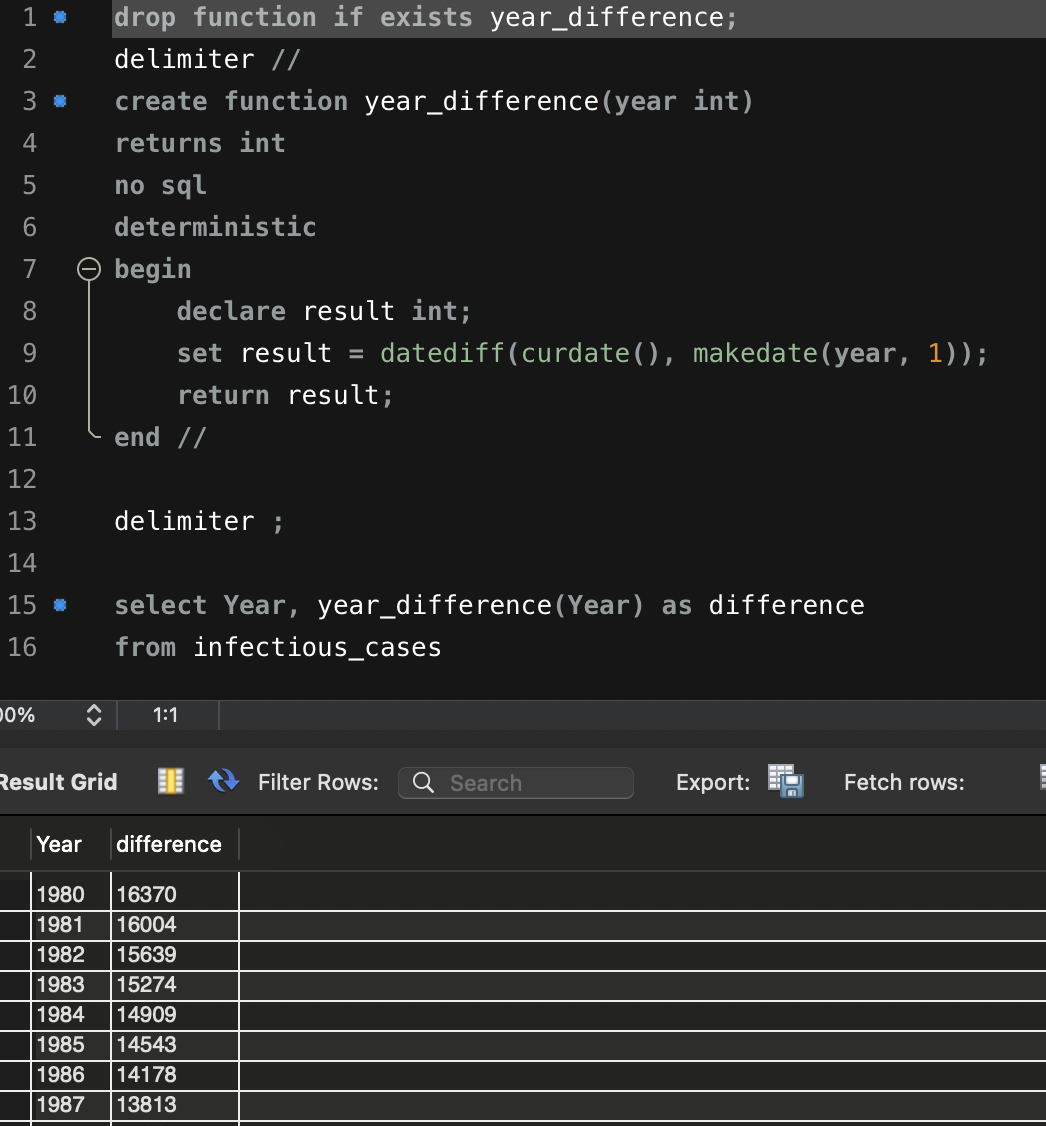 1 drop function if exists year_difference;
2 delimiter //
3 create function year_difference(year int)
4 returns int
5 no sql
6 deterministic
7 begin
8 declare result int;
9 set result = datediff(curdate(), makedate(year, 1));
10 return result;
11 end //
12
13 delimiter ;
14
15 select Year, year_difference(Year) as difference
16 from infectious_cases
00% 1:1
Result Grid Filter Rows: Search Export: Fetch rows:
Year difference
1980 16370
1981 16004
1982 15639
1983 15274
1984 14909
1985 14543
1986 14178
1987 13813